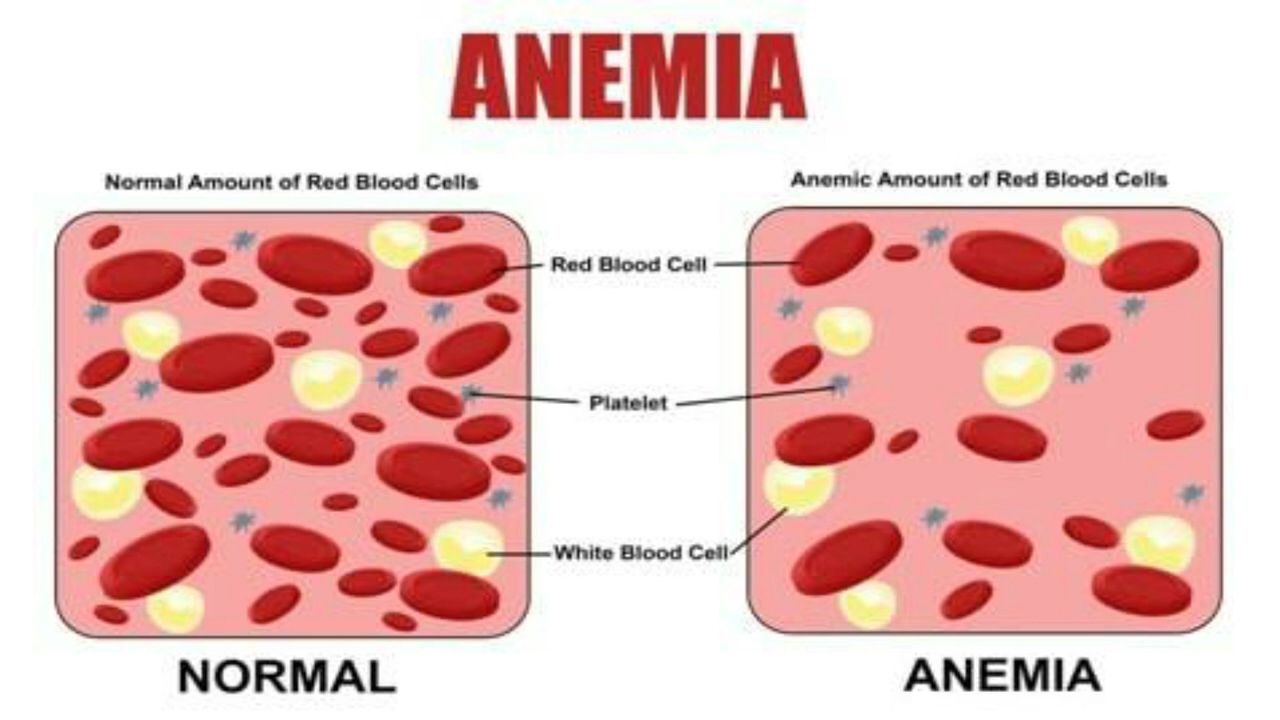 ANEMIA
Normal Amount of Red Blood Cells
Anemic Amount of Red Blood Cells
Red Blood Cell
Platelet
White Blood Cell
NORMAL
ANEMIA